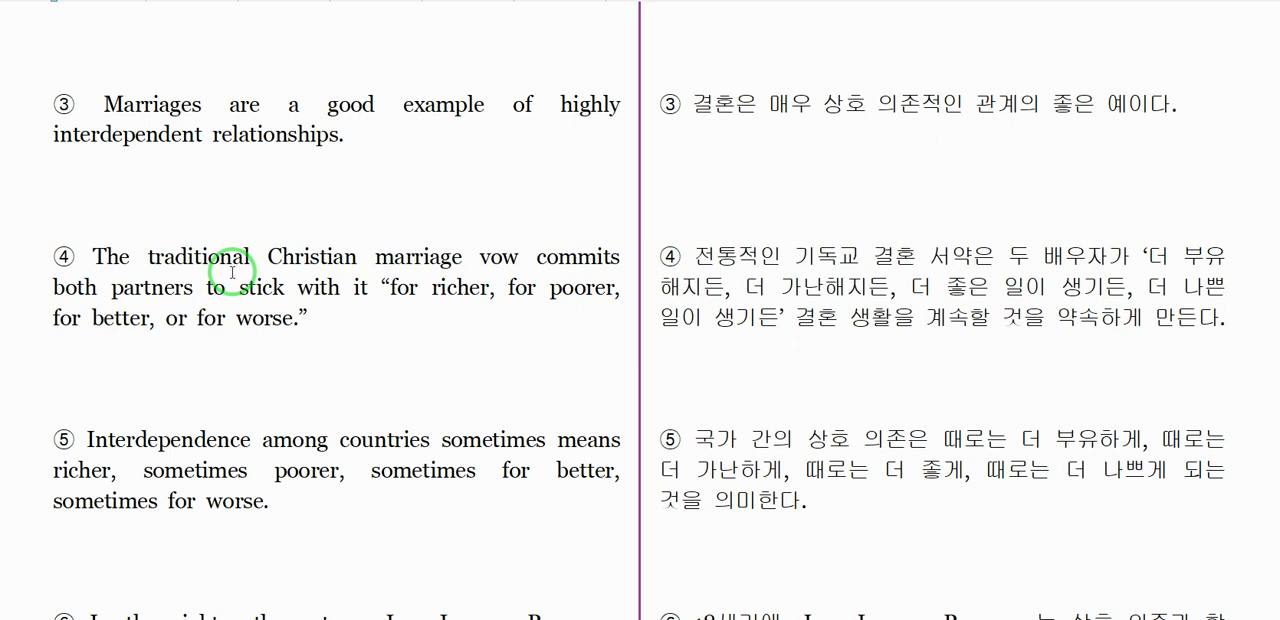 ③ Marriages are a good example of highly
interdependent relationships.
④ The traditional Christian marriage vow commits
both partners to stick with it “for richer, for poorer,
for better, or for worse.”
⑤ Interdependence among countries sometimes means
richer, sometimes poorer, sometimes for better,
sometimes for worse.
③ 결혼은 매우 상호 의존적인 관계의 좋은 예이다.
④ 전통적인 기독교 결혼 서약은 두 배우자가 ‘더 부유
해지든, 더 가난해지든, 더 좋은 일이 생기든, 더 나쁜
일이 생기든’ 결혼 생활을 계속할 것을 약속하게 만든다.
⑤ 국가 간의 상호 의존은 때로는 더 부유하게, 때로는
더 가난하게, 때로는 더 좋게, 때로는 더 나쁘게 되는
것을 의미한다.